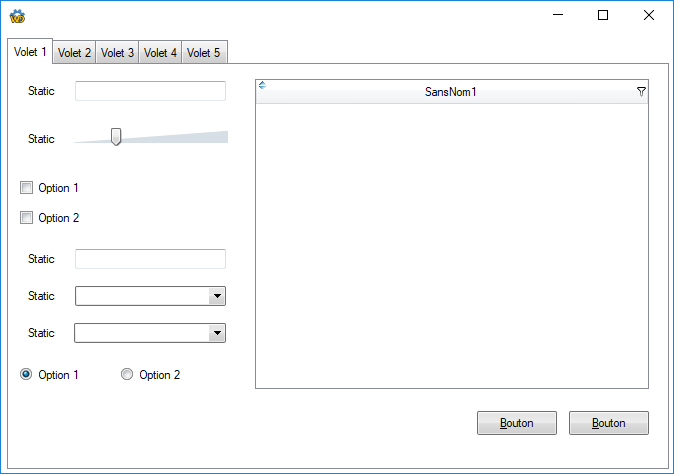 Volet 1 Volet 2 Volet 3 Volet 4 Volet 5
Static
SansNom1
Static
Option 1
Option 2
Static
Static
Static
Option 1 Option 2
Bouton Bouton